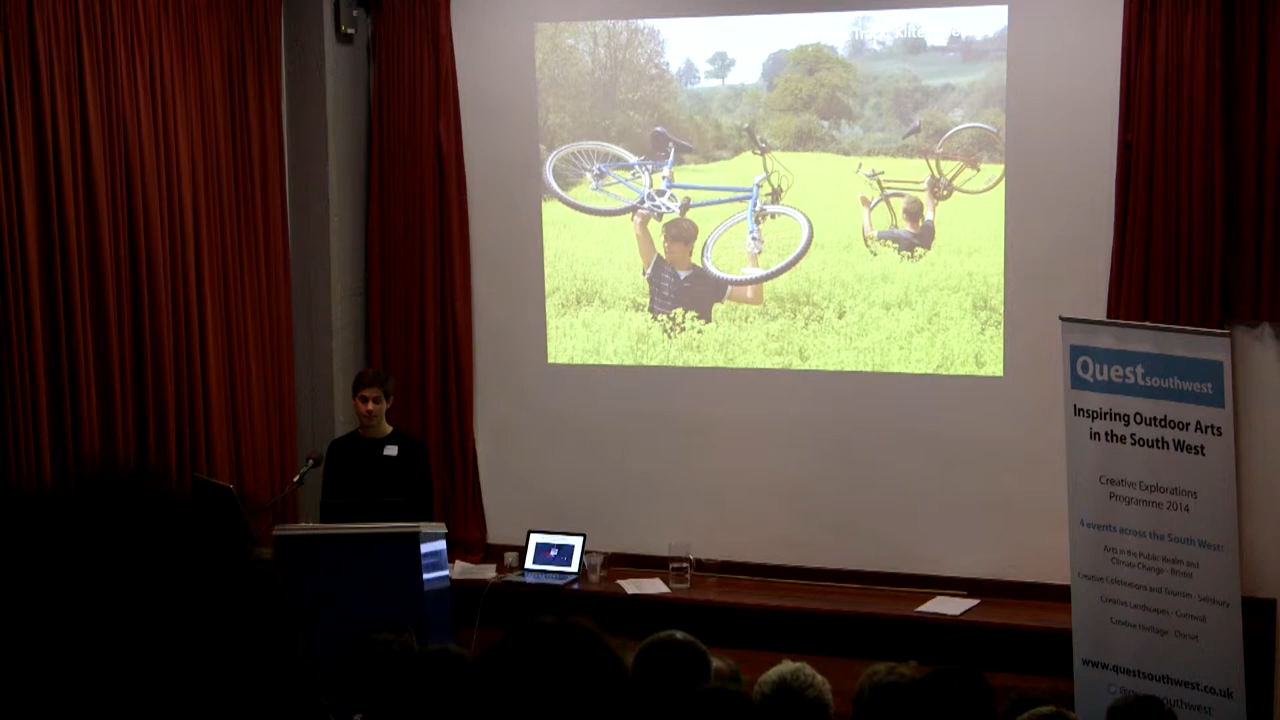 Questsouthwest
Inspiring Outdoor Arts
in the South West
Creative Explorations
Programme 2014
4 events across the South West:
Arts in the Public Realm and
Climate Change - Bristol
Creative Celebrations and Tourism - Salisbury
Creative Landscapes - Cornwall
Creative Heritage - Dorset
www.questsouthwest.co.uk